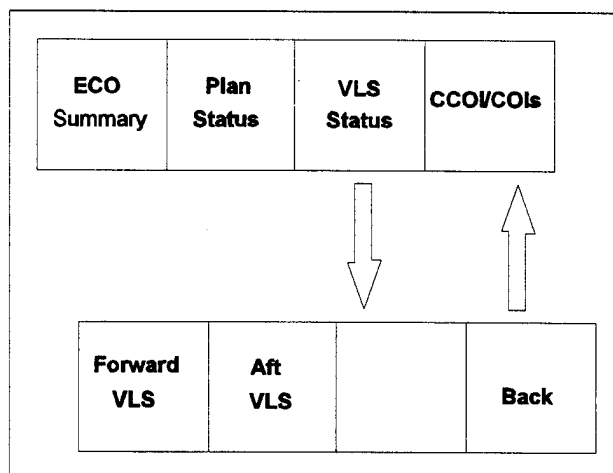 ECO Plan VLS CCOI/COIs
Summary Status Status
Forward Aft
VLS VLS Back